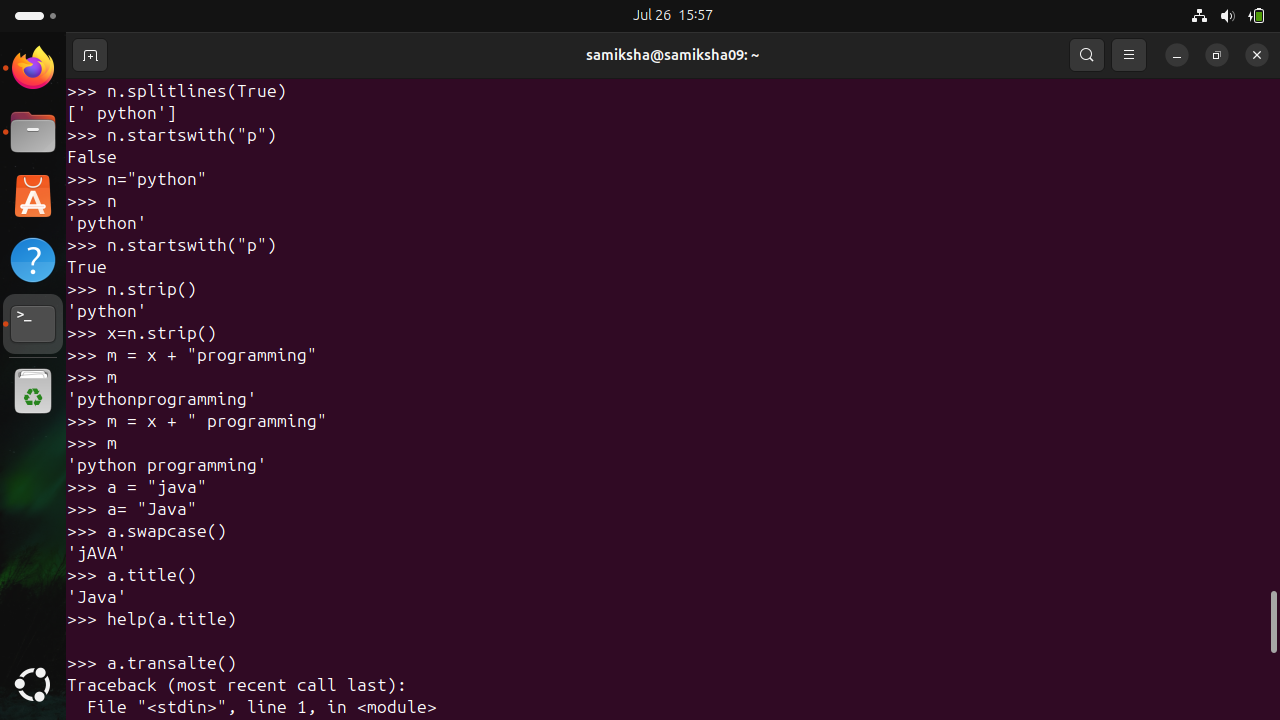 Jul 26 15:57
samiksha@samiksha09: ~
>>> n.splitlines(True)
[' python']
>>> n.startswith("p")
False
>>> n="python"
>>> n
'python'
>>> n.startswith("p")
True
>>> n.strip()
'python'
>>> x=n.strip()
>>> m = x + "programming"
>>> m
'pythonprogramming'
>>> m = x + " programming"
>>> m
'python programming'
>>> a = "java"
>>> a= "Java"
>>> a.swapcase()
'jAVA'
>>> a.title()
'Java'
>>> help(a.title)
>>> a.transalte()
Traceback (most recent call last):
  File "<stdin>", line 1, in <module>